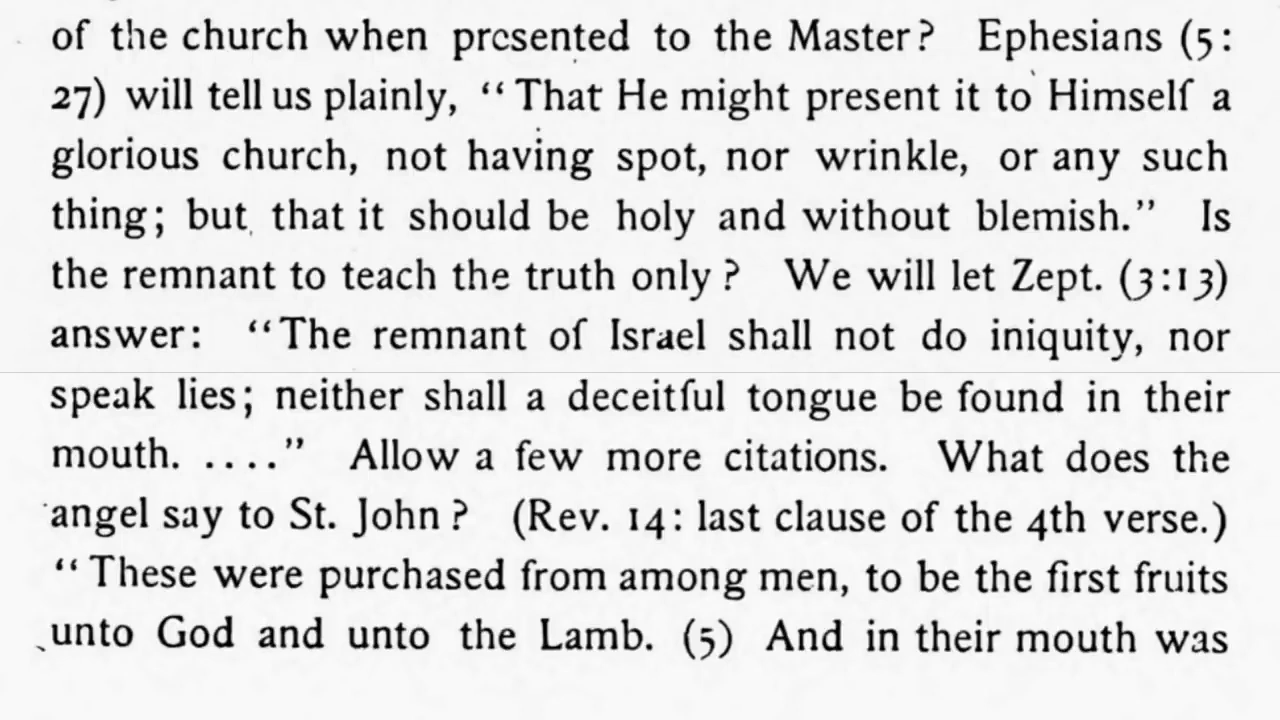 of the church when presented to the Master? Ephesians (5:
27) will tell us plainly, “That He might present it to Himself a
glorious church, not having spot, nor wrinkle, or any such
thing; but that it should be holy and without blemish.” Is
the remnant to teach the truth only? We will let Zept. (3:13)
answer: “The remnant of Israel shall not do iniquity, nor
speak lies; neither shall a deceitful tongue be found in their
mouth. ....” Allow a few more citations. What does the
angel say to St. John? (Rev. 14: last clause of the 4th verse.)
“These were purchased from among men, to be the first fruits
unto God and unto the Lamb. (5) And in their mouth was